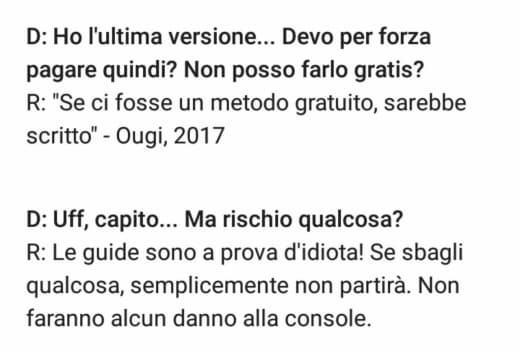 D: Ho l'ultima versione... Devo per forza
pagare quindi? Non posso farlo gratis?
R: "Se ci fosse un metodo gratuito, sarebbe
scritto" - Ougi, 2017
D: Uff, capito... Ma rischio qualcosa?
R: Le guide sono a prova d'idiota! Se sbagli
qualcosa, semplicemente non partirà. Non
faranno alcun danno alla console.